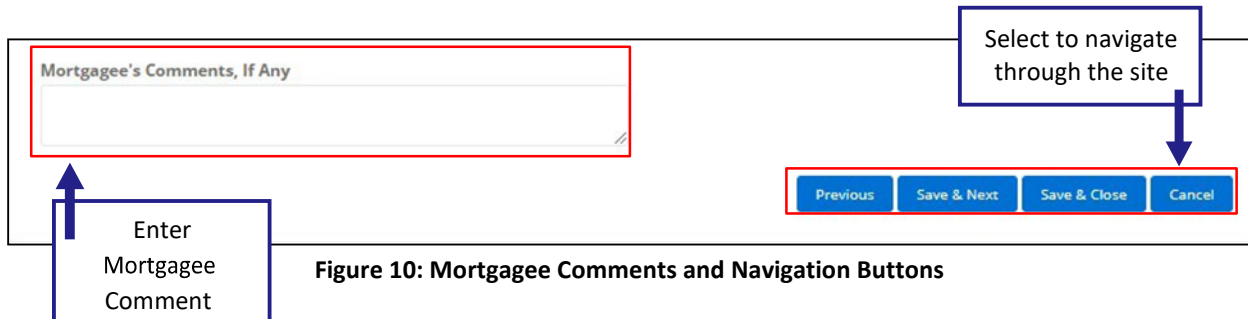 Select to navigate
through the site
Mortgagee's Comments, If Any
Previous Save & Next Save & Close Cancel
Enter
Mortgagee
Comment
Figure 10: Mortgagee Comments and Navigation Buttons